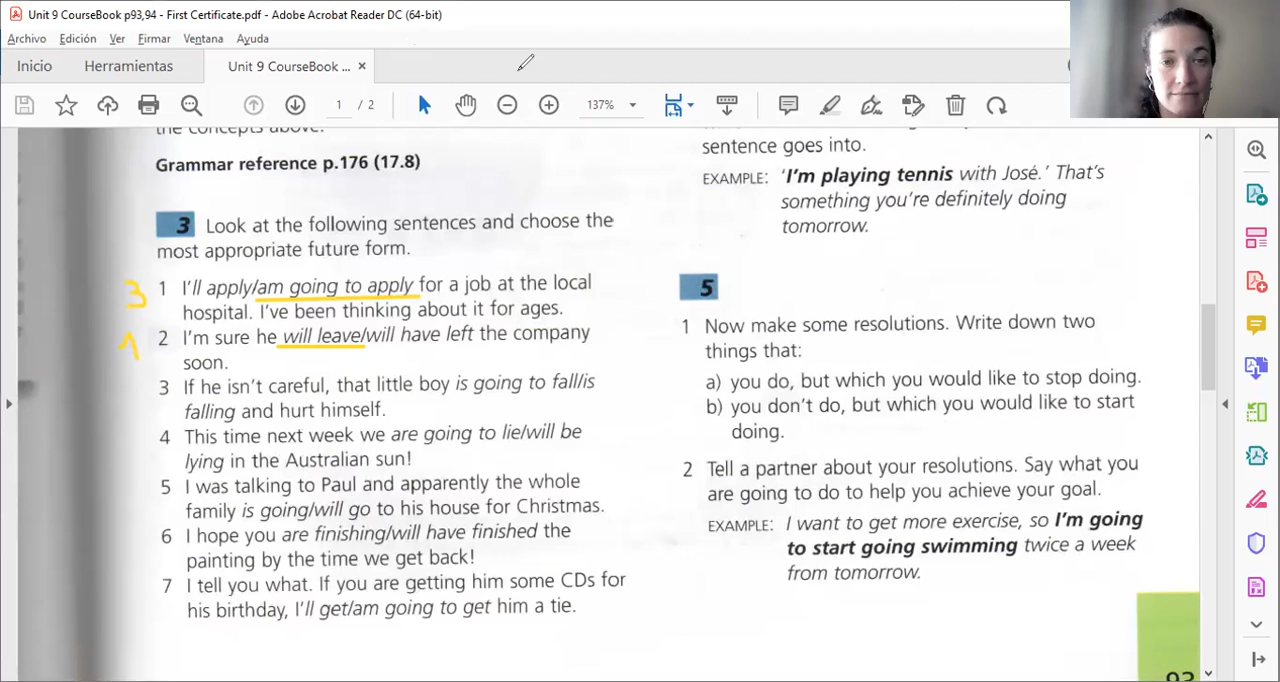 Unit 9 CourseBook p93,94 - First Certificate.pdf - Adobe Acrobat Reader DC (64-bit)
Archivo Edición Ver Firmar Ventana Ayuda
Inicio Herramientas Unit 9 CourseBook ... ×
1 / 2 137%
the concepts above.
Grammar reference p.176 (17.8)
3 Look at the following sentences and choose the
most appropriate future form.
3 1 I'll apply/am going to apply for a job at the local
hospital. I've been thinking about it for ages.
1 2 I'm sure he will leave/will have left the company
soon.
3 If he isn't careful, that little boy is going to fall/is
falling and hurt himself.
4 This time next week we are going to lie/will be
lying in the Australian sun!
5 I was talking to Paul and apparently the whole
family is going/will go to his house for Christmas.
6 I hope you are finishing/will have finished the
painting by the time we get back!
7 I tell you what. If you are getting him some CDs for
his birthday, I'll get/am going to get him a tie.
sentence goes into.
EXAMPLE: 'I'm playing tennis with José.' That's
something you're definitely doing
tomorrow.
5
1 Now make some resolutions. Write down two
things that:
a) you do, but which you would like to stop doing.
b) you don't do, but which you would like to start
doing.
2 Tell a partner about your resolutions. Say what you
are going to do to help you achieve your goal.
EXAMPLE: I want to get more exercise, so I'm going
to start going swimming twice a week
from tomorrow.
93